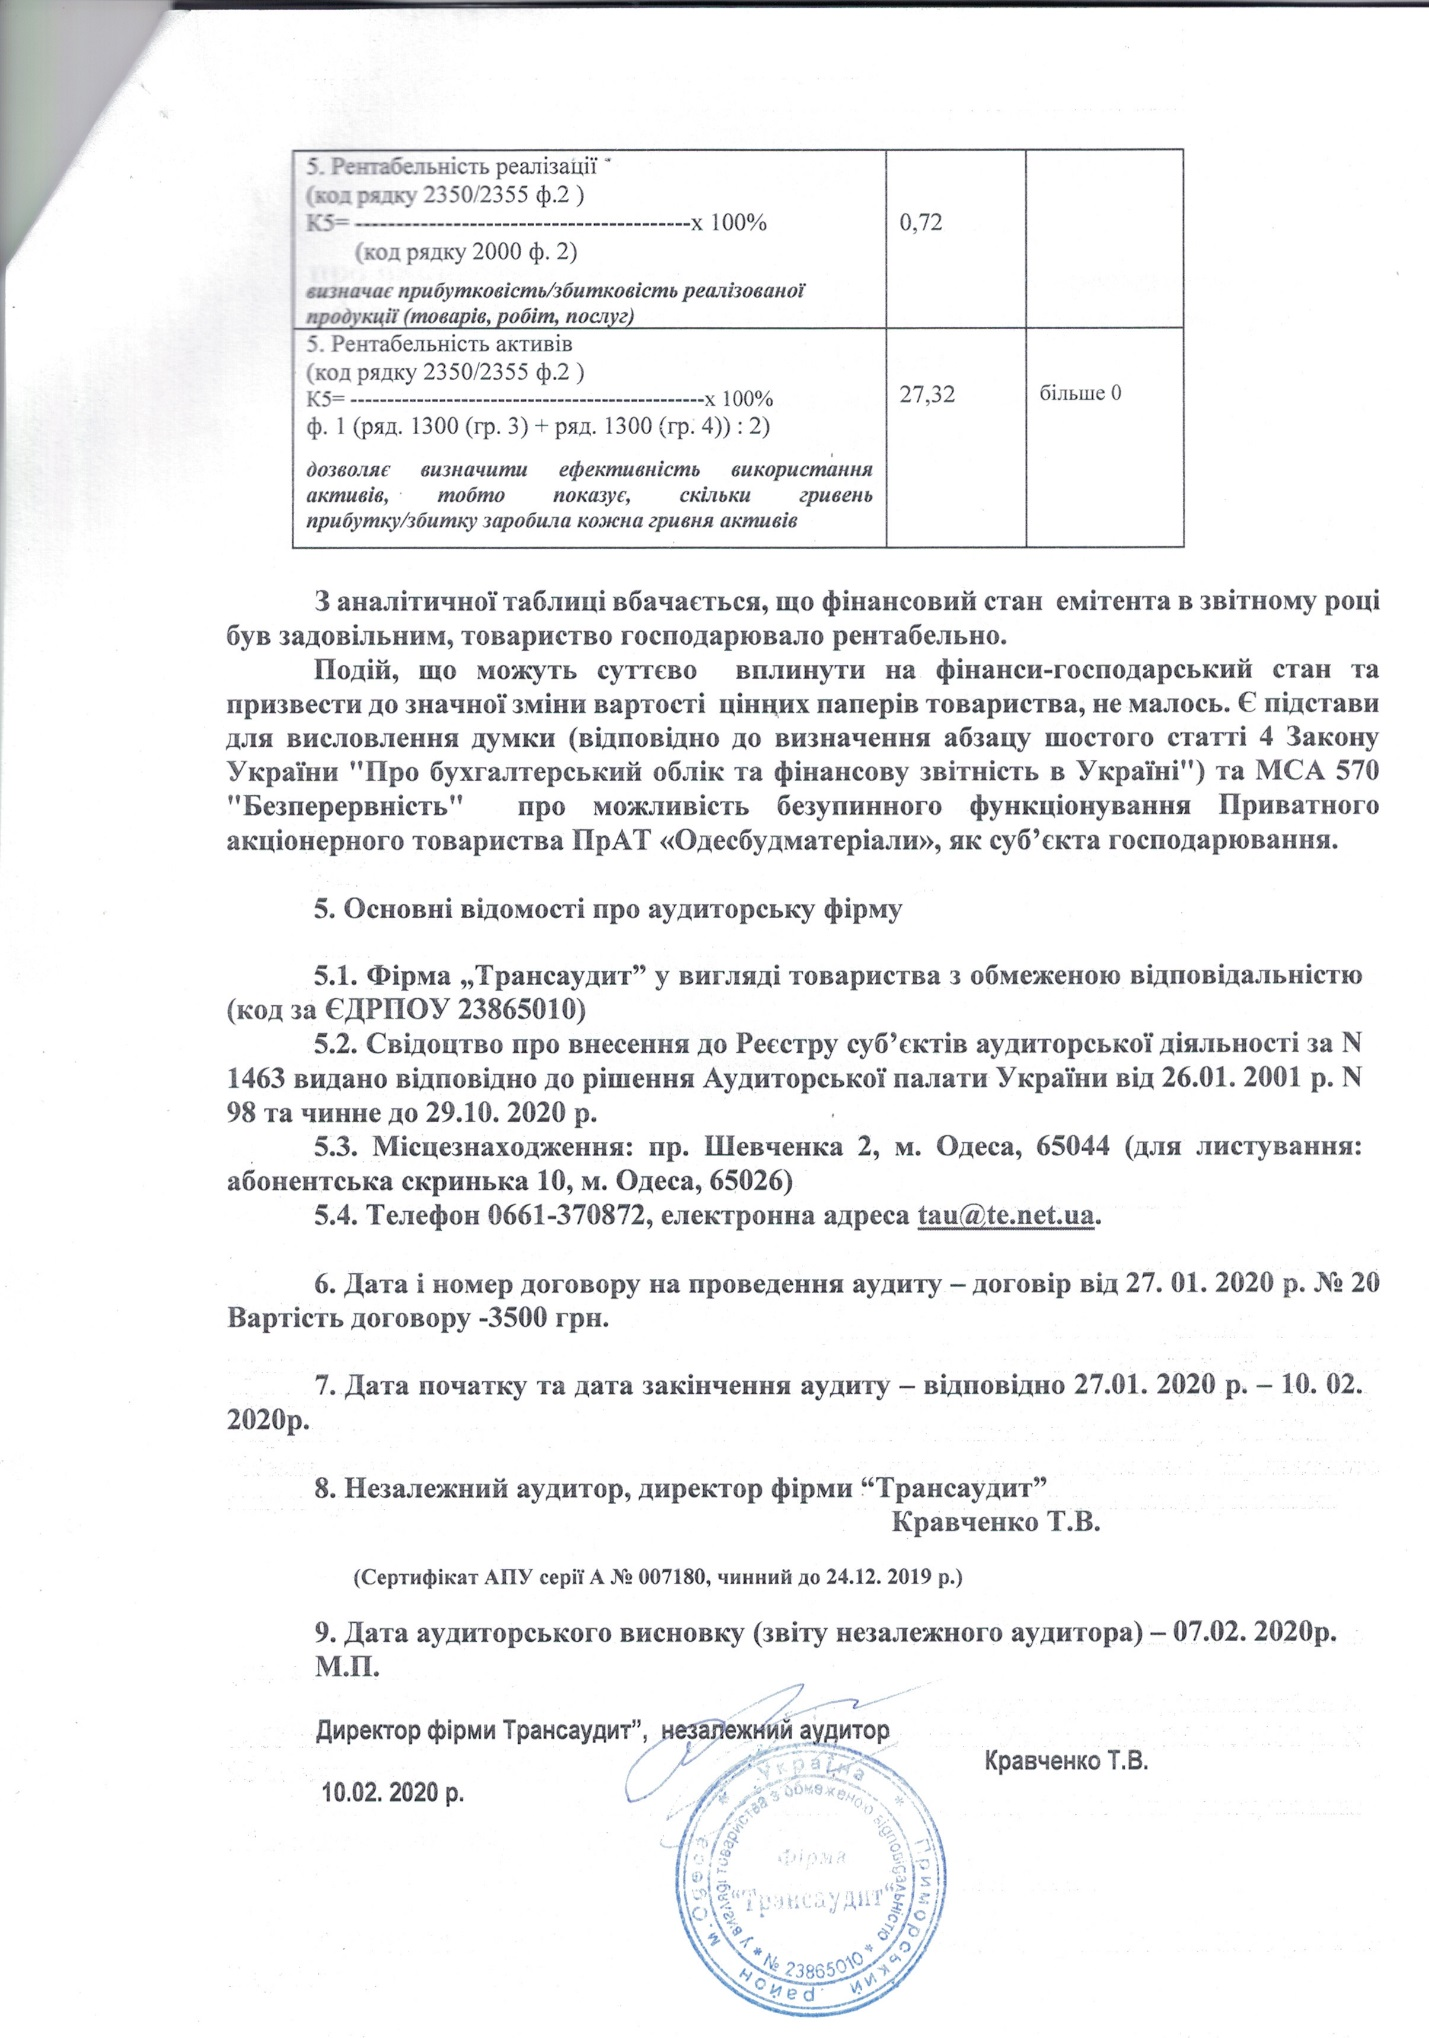 5. Рентабельність реалізації
(код рядку 2350/2355 ф.2 )
К5= -----------------------------------------х 100%
(код рядку 2000 ф. 2)
визначає прибутковість/збитковість реалізованої
продукції (товарів, робіт, послуг)
0,72
5. Рентабельність активів
(код рядку 2350/2355 ф.2 )
К5= ------------------------------------------------х 100%
ф. 1 (ряд. 1300 (гр. 3) + ряд. 1300 (гр. 4)) : 2)
дозволяє визначити ефективність використання
активів, тобто показує, скільки гривень
прибутку/збитку заробила кожна гривня активів
27,32
більше 0
З аналітичної таблиці вбачається, що фінансовий стан емітента в звітному році
був задовільним, товариство господарювало рентабельно.
Подій, що можуть суттєво вплинути на фінанси-господарський стан та
призвести до значної зміни вартості цінних паперів товариства, не малось. Є підстави
для висловлення думки (відповідно до визначення абзацу шостого статті 4 Закону
України "Про бухгалтерський облік та фінансову звітність в Україні") та МСА 570
"Безперервність" про можливість безупинного функціонування Приватного
акціонерного товариства ПрАТ «Одесбудматеріали», як суб’єкта господарювання.
5. Основні відомості про аудиторську фірму
5.1. Фірма „Трансаудит” у вигляді товариства з обмеженою відповідальністю
(код за ЄДРПОУ 23865010)
5.2. Свідоцтво про внесення до Реєстру суб’єктів аудиторської діяльності за N
1463 видано відповідно до рішення Аудиторської палати України від 26.01. 2001 р. N
98 та чинне до 29.10. 2020 р.
5.3. Місцезнаходження: пр. Шевченка 2, м. Одеса, 65044 (для листування:
абонентська скринька 10, м. Одеса, 65026)
5.4. Телефон 0661-370872, електронна адреса tau@te.net.ua.
6. Дата і номер договору на проведення аудиту – договір від 27. 01. 2020 р. № 20
Вартість договору -3500 грн.
7. Дата початку та дата закінчення аудиту – відповідно 27.01. 2020 р. – 10. 02.
2020р.
8. Незалежний аудитор, директор фірми “Трансаудит”
Кравченко Т.В.
(Сертифікат АПУ серії А № 007180, чинний до 24.12. 2019 р.)
9. Дата аудиторського висновку (звіту незалежного аудитора) – 07.02. 2020р.
М.П.
Директор фірми Трансаудит”, незалежний аудитор
Кравченко Т.В.
10.02. 2020 р.
* Україна * Приморський район м.Одеса
у вигляді товариства з обмеженою відповідальністю * № 23865010 *
Фірма
“Трансаудит“